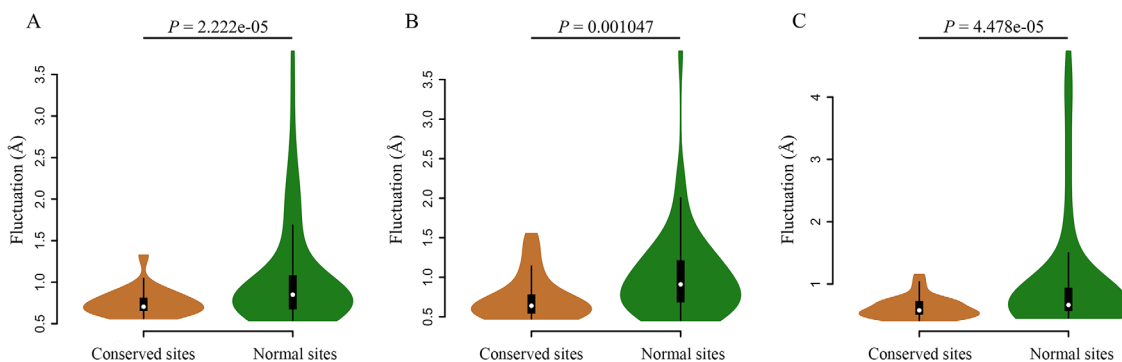 A
P = 2.222e-05
Fluctuation (Å)
3.5
3.0
2.5
2.0
1.5
1.0
0.5
Conserved sites
Normal sites
B
P = 0.001047
Fluctuation (Å)
3.5
3.0
2.5
2.0
1.5
1.0
0.5
Conserved sites
Normal sites
C
P = 4.478e-05
Fluctuation (Å)
4
3
2
1
Conserved sites
Normal sites